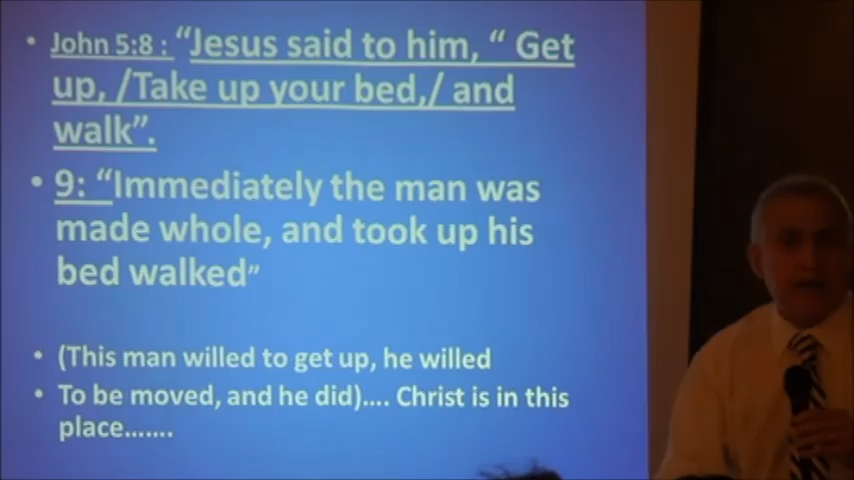 • John 5:8 : “Jesus said to him, “ Get
up, /Take up your bed,/ and
walk”.
• 9: “Immediately the man was
made whole, and took up his
bed walked”
• (This man willed to get up, he willed
• To be moved, and he did).... Christ is in this
place.......